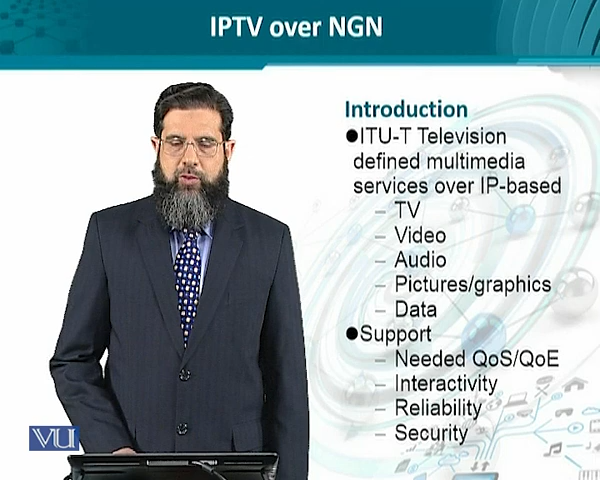 IPTV over NGN
Introduction
●ITU-T Television
defined multimedia
services over IP-based
– TV
– Video
– Audio
– Pictures/graphics
– Data
●Support
– Needed QoS/QoE
– Interactivity
– Reliability
– Security
VU